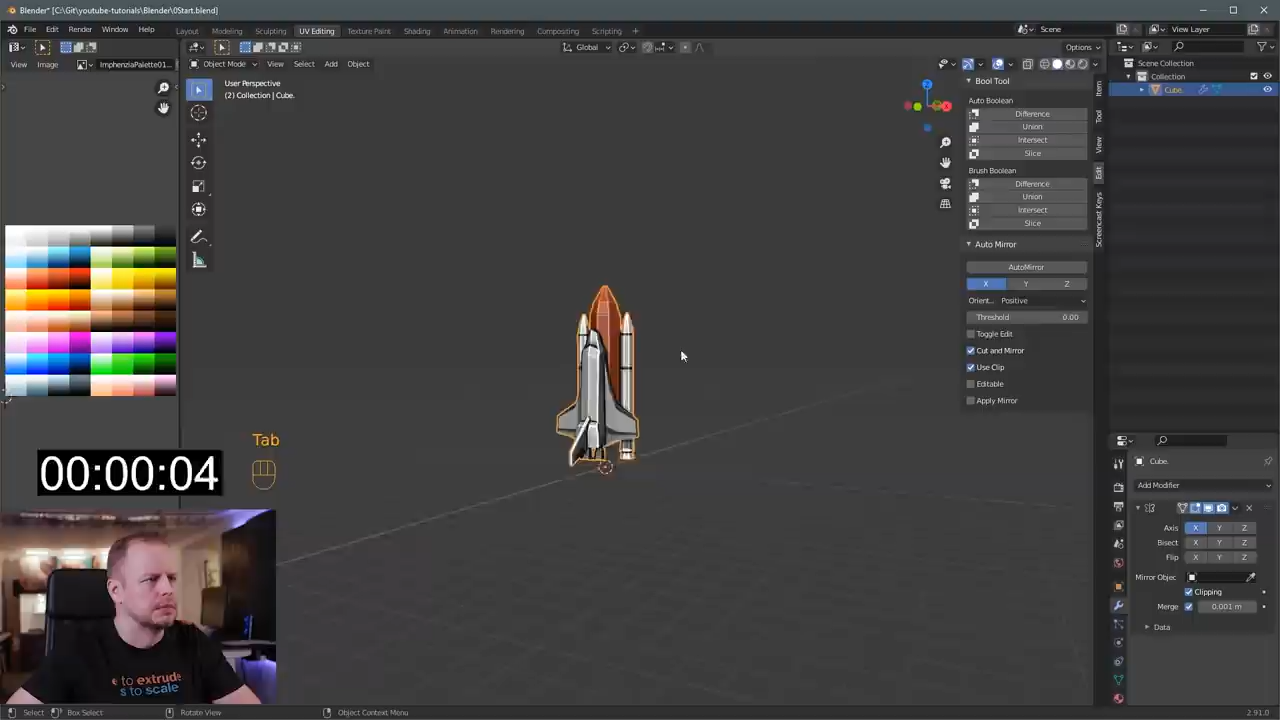 Blender* [C:\Git\youtube-tutorials\Blender\0Start.blend]
File Edit Render Window Help
Layout Modeling Sculpting UV Editing Texture Paint Shading Animation Rendering Compositing Scripting
Scene
View Layer
Global
Options
View Image
ImphenziaPalette01...
Object Mode
View Select Add Object
User Perspective
(2) Collection | Cube.
Bool Tool
Auto Boolean
Difference
Union
Intersect
Slice
Brush Boolean
Difference
Union
Intersect
Slice
Auto Mirror
AutoMirror
X Y Z
Orient.. Positive
Threshold 0.00
Toggle Edit
Cut and Mirror
Use Clip
Editable
Apply Mirror
Item
Tool
View
Edit
Screencast Keys
Scene Collection
Collection
Cube.
Cube.
Add Modifier
Axis X Y Z
Bisect X Y Z
Flip X Y Z
Mirror Objec
Clipping
Merge 0.001 m
Data
Tab
00:00:04
e to extrude
s to scale
Select Box Select Rotate View Object Context Menu
2.91.0